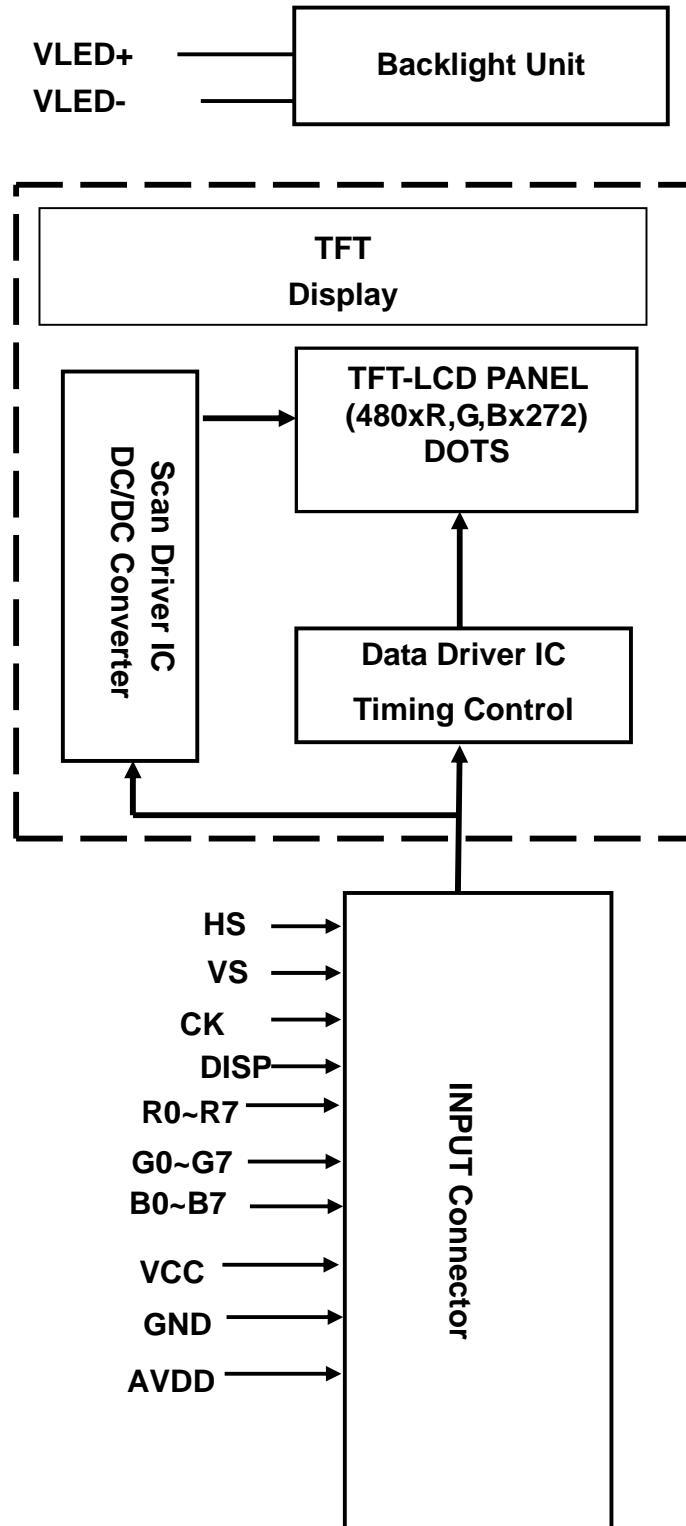 VLED+
VLED-
Backlight Unit
TFT
Display
TFT-LCD PANEL
(480xR,G,Bx272)
DOTS
Scan Driver IC
DC/DC Converter
Data Driver IC
Timing Control
HS
VS
CK
DISP
R0~R7
G0~G7
B0~B7
VCC
GND
AVDD
INPUT Connector